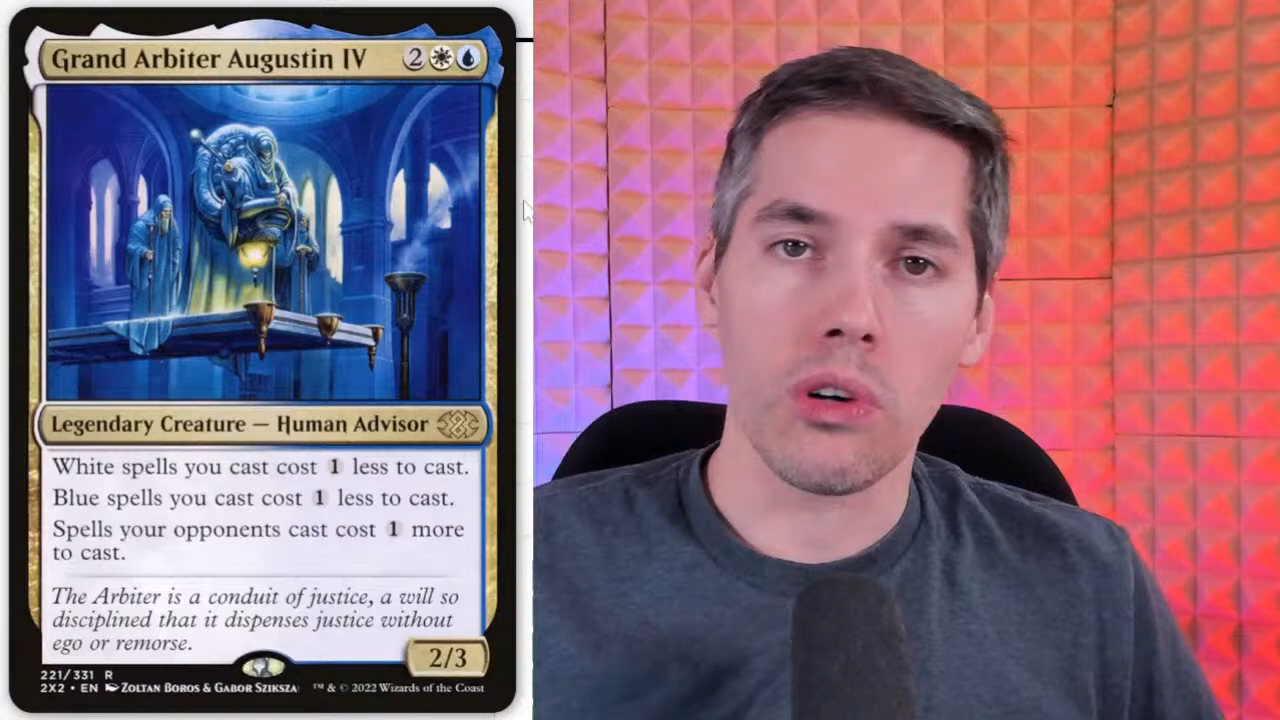 Grand Arbiter Augustin IV 2
Legendary Creature — Human Advisor
White spells you cast cost 1 less to cast.
Blue spells you cast cost 1 less to cast.
Spells your opponents cast cost 1 more
to cast.
The Arbiter is a conduit of justice, a will so
disciplined that it dispenses justice without
ego or remorse.
2/3
221/331 R
2X2 • EN ZOLTAN BOROS & GABOR SZIKSZA ™ & © 2022 Wizards of the Coast